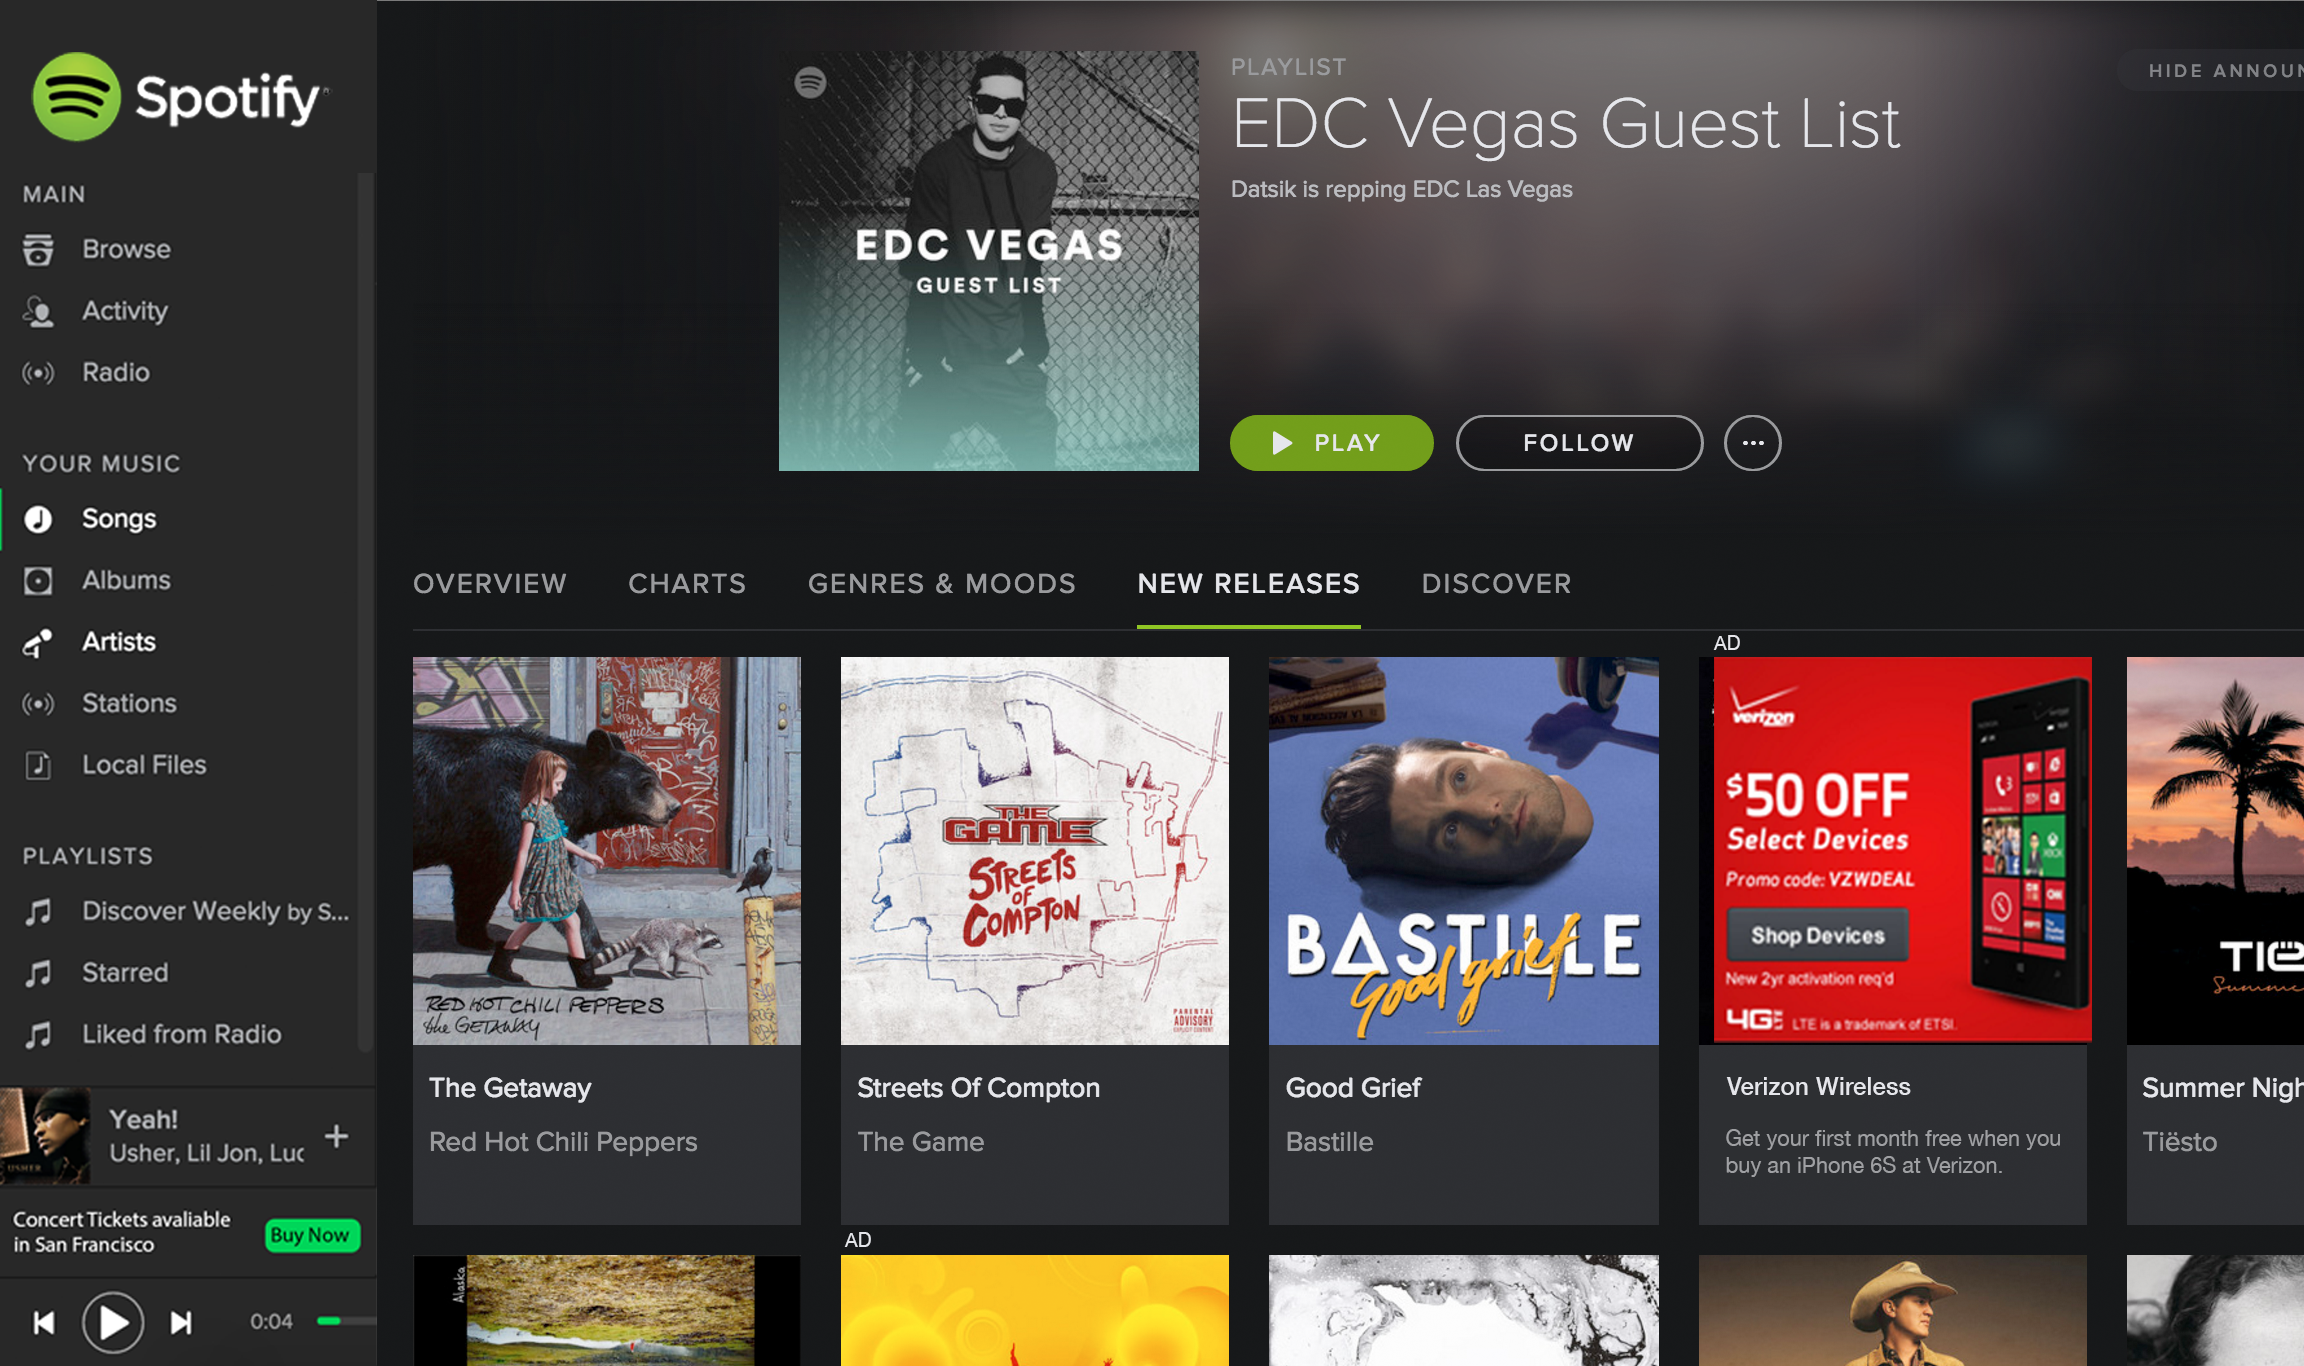 Spotify
MAIN
Browse
Activity
Radio
YOUR MUSIC
Songs
Albums
Artists
Stations
Local Files
PLAYLISTS
Discover Weekly by S...
Starred
Liked from Radio
USHER
Yeah!
Usher, Lil Jon, Luc
Concert Tickets avaliable
in San Francisco
Buy Now
0:04
EDC VEGAS
GUEST LIST
PLAYLIST
EDC Vegas Guest List
Datsik is repping EDC Las Vegas
HIDE ANNOUN
PLAY
FOLLOW
OVERVIEW
CHARTS
GENRES & MOODS
NEW RELEASES
DISCOVER
RED HOT CHILI PEPPERS
the GETAWAY
The Getaway
Red Hot Chili Peppers
THE
GAME
STREETS
OF
COMPTON
PARENTAL
ADVISORY
EXPLICIT CONTENT
Streets Of Compton
The Game
BASTILLE
Good grief
Good Grief
Bastille
AD
verizon
$50 OFF
Select Devices
Promo code: VZWDEAL
Shop Devices
New 2yr activation req'd
4G LTE LTE is a trademark of ETSI.
Verizon Wireless
Get your first month free when you
buy an iPhone 6S at Verizon.
TIË
Summe
Summer Nigh
Tiësto
Alaska
AD